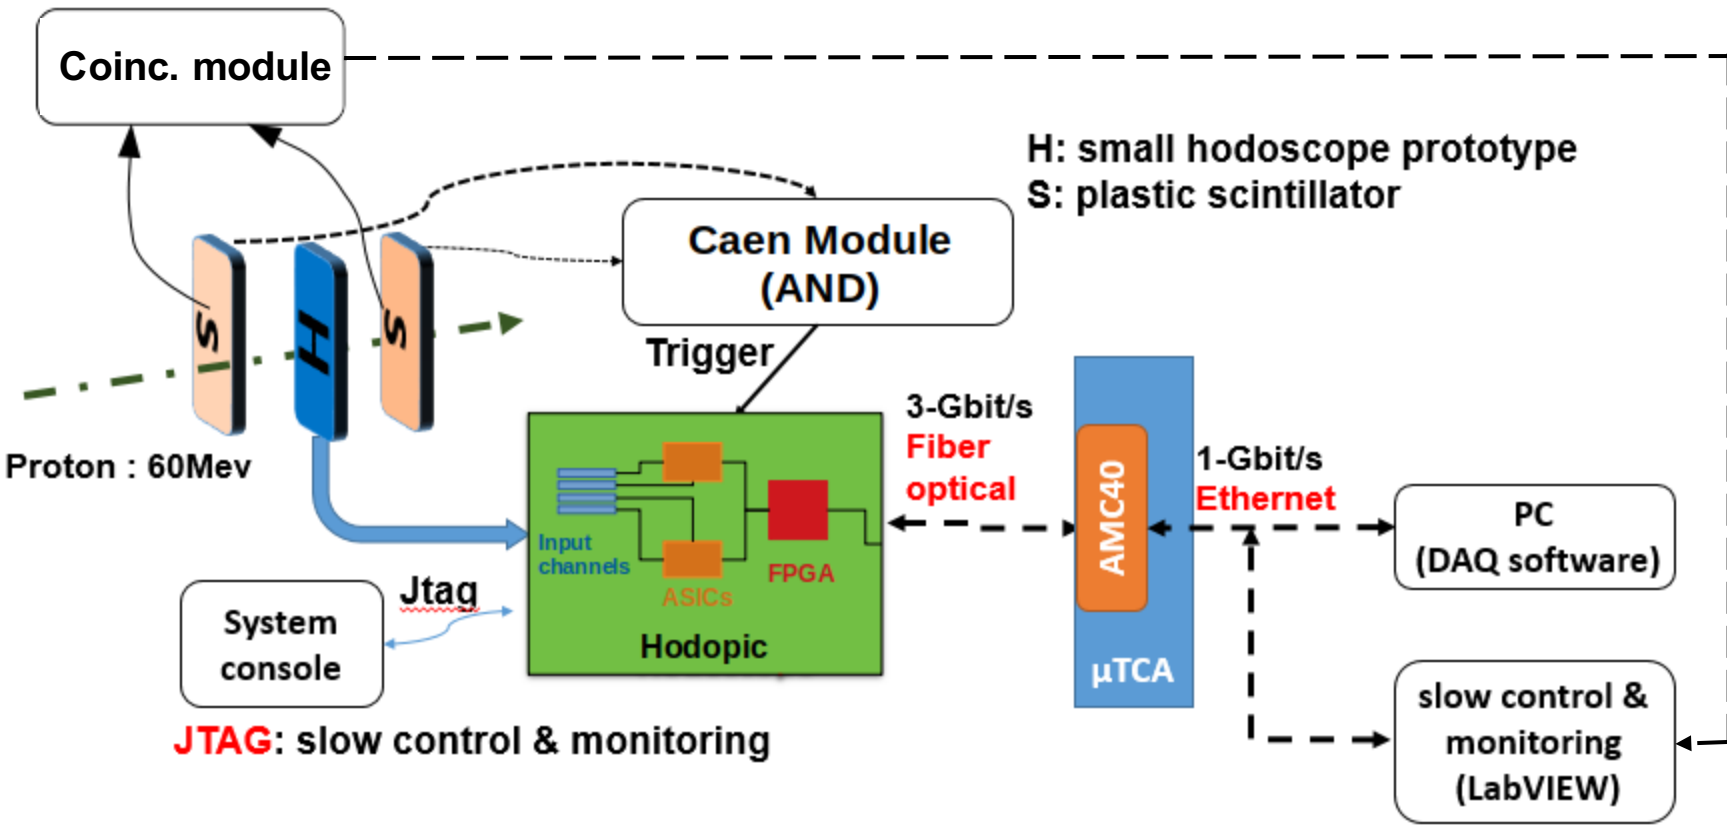 Coinc. module
H: small hodoscope prototype
S: plastic scintillator
Caen Module
(AND)
S
H
S
Trigger
Proton : 60Mev
3-Gbit/s
Fiber
optical
1-Gbit/s
Ethernet
AMC40
µTCA
PC
(DAQ software)
Input
channels
ASICs
FPGA
Hodopic
Jtag
System
console
JTAG: slow control & monitoring
slow control &
monitoring
(LabVIEW)